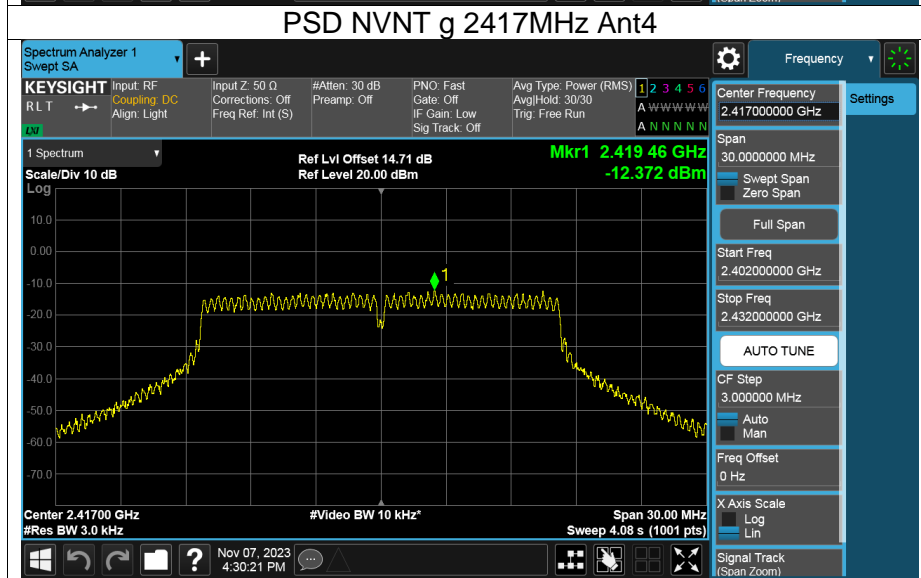 (Span Zoom)
PSD NVNT g 2417MHz Ant4
Spectrum Analyzer 1
Swept SA
+
Frequency
KEYSIGHT
RLT
LXI
Input: RF
Coupling: DC
Align: Light
Input Z: 50 Ω
Corrections: Off
Freq Ref: Int (S)
#Atten: 30 dB
Preamp: Off
PNO: Fast
Gate: Off
IF Gain: Low
Sig Track: Off
Avg Type: Power (RMS)
Avg|Hold: 30/30
Trig: Free Run
1 2 3 4 5 6
A W W W W W
A N N N N N
1 Spectrum
Scale/Div 10 dB
Ref Lvl Offset 14.71 dB
Ref Level 20.00 dBm
Mkr1 2.419 46 GHz
-12.372 dBm
Log
10.0
0.00
-10.0
-20.0
-30.0
-40.0
-50.0
-60.0
-70.0
1
Center 2.41700 GHz
#Res BW 3.0 kHz
#Video BW 10 kHz*
Span 30.00 MHz
Sweep 4.08 s (1001 pts)
Center Frequency
2.417000000 GHz
Settings
Span
30.0000000 MHz
Swept Span
Zero Span
Full Span
Start Freq
2.402000000 GHz
Stop Freq
2.432000000 GHz
AUTO TUNE
CF Step
3.000000 MHz
Auto
Man
Freq Offset
0 Hz
X Axis Scale
Log
Lin
Signal Track
(Span Zoom)
?
Nov 07, 2023
4:30:21 PM